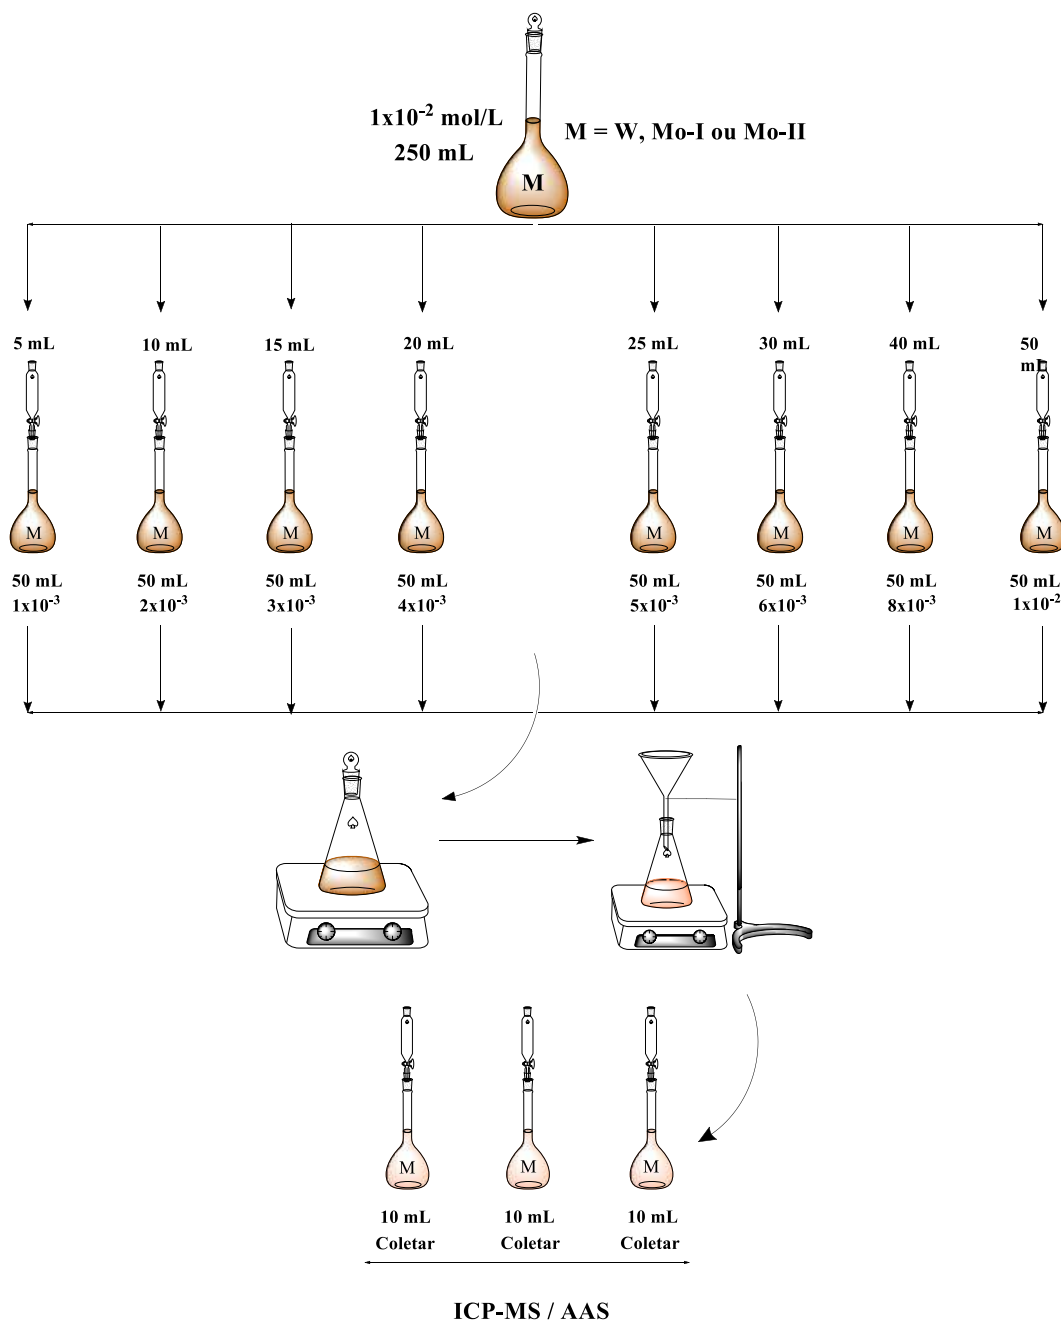 1x10⁻² mol/L
250 mL
M = W, Mo-I ou Mo-II
M
5 mL
10 mL
15 mL
20 mL
25 mL
30 mL
40 mL
50
mL
M
M
M
M
M
M
M
M
50 mL
1x10⁻³
50 mL
2x10⁻³
50 mL
3x10⁻³
50 mL
4x10⁻³
50 mL
5x10⁻³
50 mL
6x10⁻³
50 mL
8x10⁻³
50 mL
1x10⁻²
M
M
M
10 mL
Coletar
10 mL
Coletar
10 mL
Coletar
ICP-MS / AAS